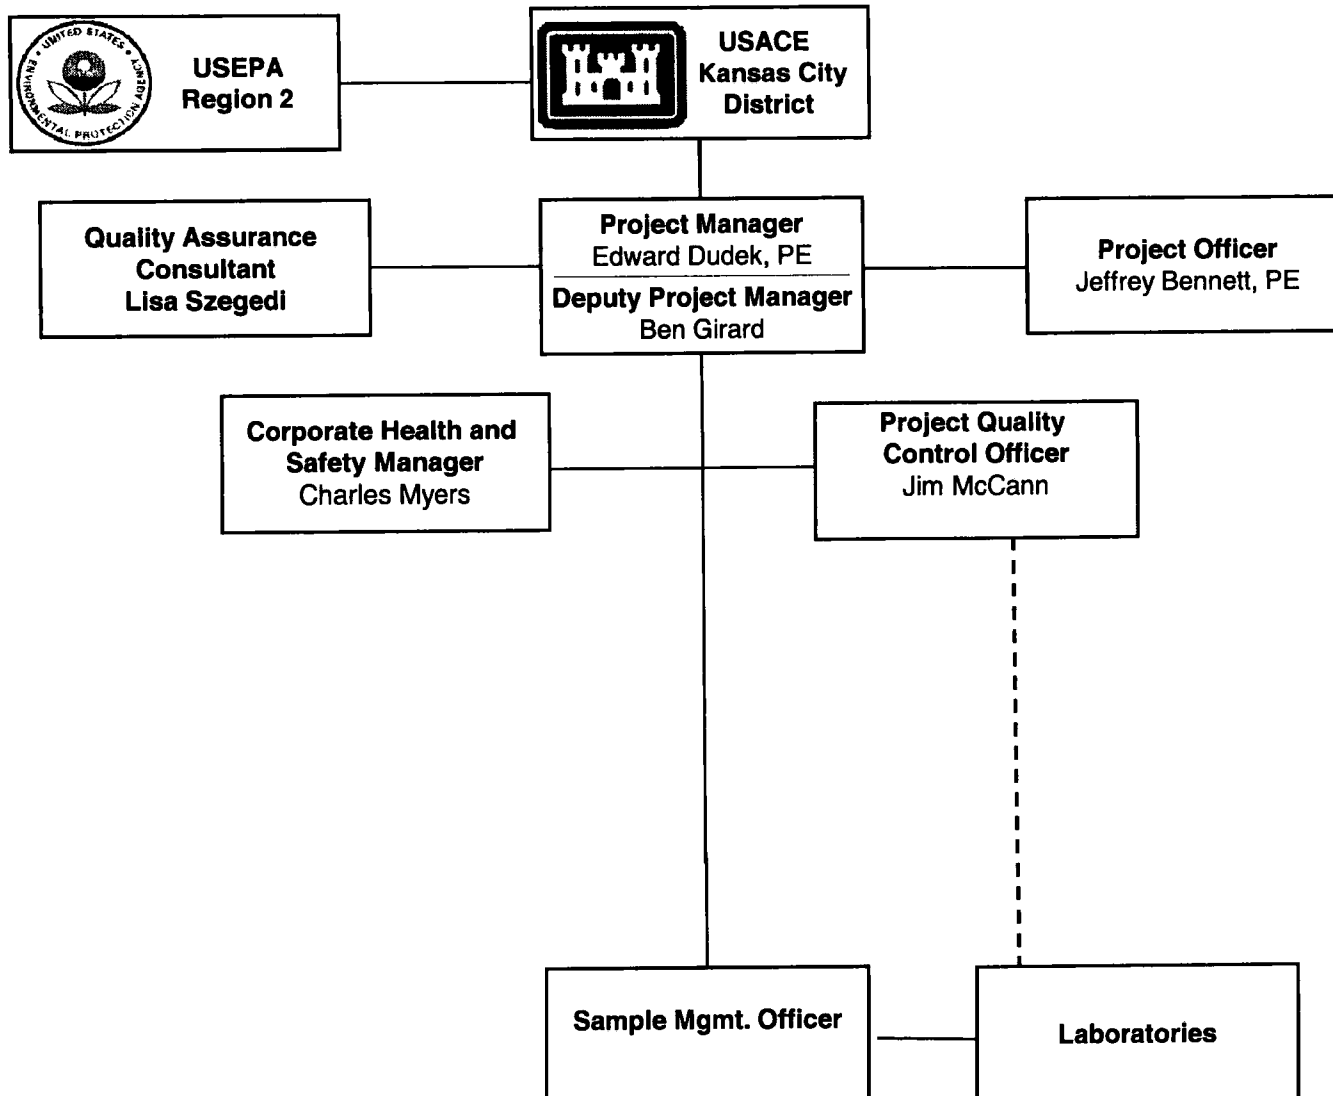 UNITED STATES
ENVIRONMENTAL PROTECTION AGENCY
USEPA
Region 2
USACE
Kansas City
District
Quality Assurance
Consultant
Lisa Szegedi
Project Manager
Edward Dudek, PE
Deputy Project Manager
Ben Girard
Project Officer
Jeffrey Bennett, PE
Corporate Health and
Safety Manager
Charles Myers
Project Quality
Control Officer
Jim McCann
Sample Mgmt. Officer
Laboratories